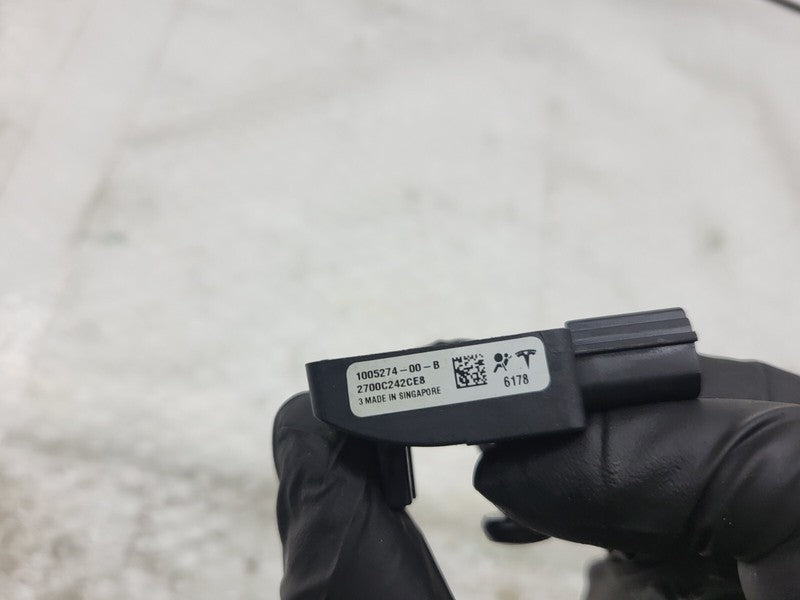 1005274-00-B
2700C242CE8
3 MADE IN SINGAPORE
6178